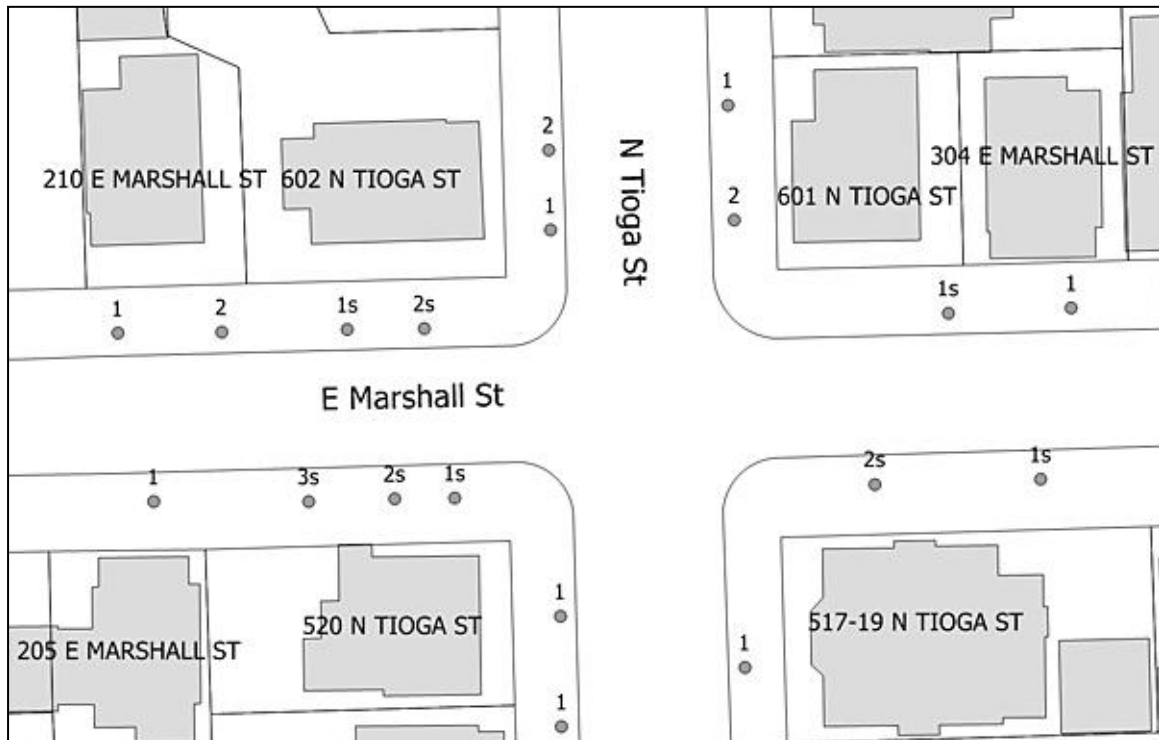 1
2
N Tioga St
1
304 E MARSHALL ST
210 E MARSHALL ST
602 N TIOGA ST
601 N TIOGA ST
1
2
1
2
1s
2s
1s
1
E Marshall St
1
3s
2s
1s
2s
1s
1
520 N TIOGA ST
517-19 N TIOGA ST
205 E MARSHALL ST
1
1